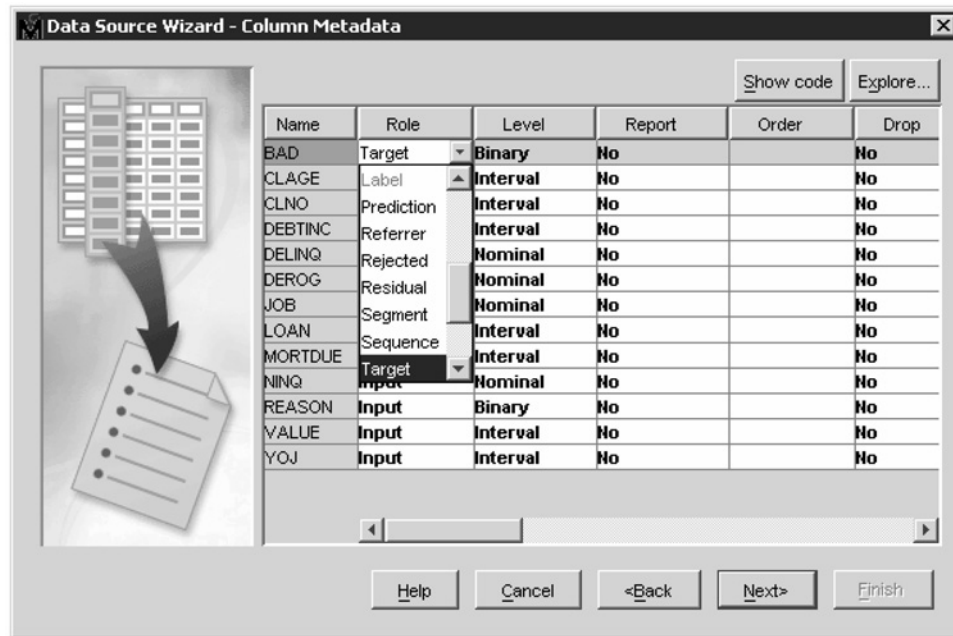 Data Source Wizard - Column Metadata
Show code Explore...
Name Role Level Report Order Drop
BAD Target Binary No No
CLAGE Label Interval No No
CLNO Prediction Interval No No
DEBTINC Referrer Interval No No
DELINQ Rejected Nominal No No
DEROG Residual Nominal No No
JOB Segment Nominal No No
LOAN Sequence Interval No No
MORTDUE Target Interval No No
NINQ Input Nominal No No
REASON Input Binary No No
VALUE Input Interval No No
YOJ Input Interval No No
Help Cancel <Back Next> Finish